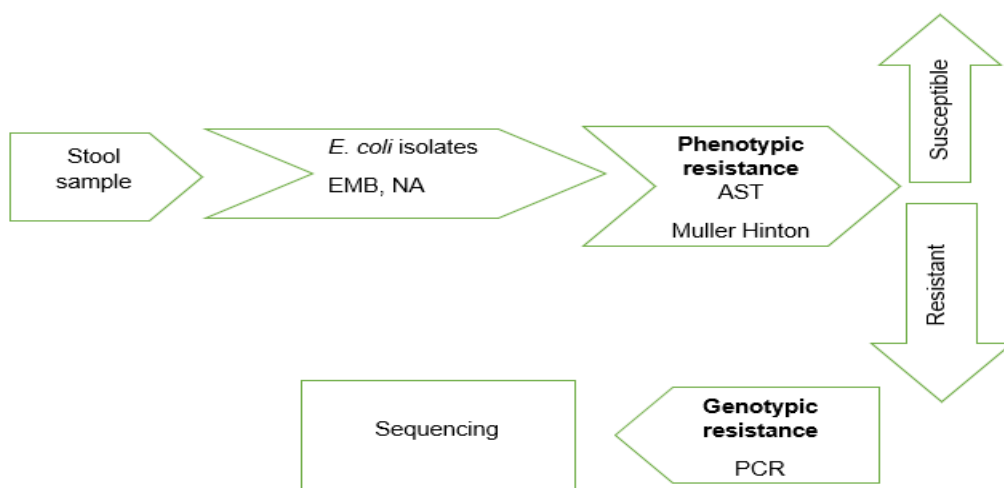 Stool
sample
E. coli isolates
EMB, NA
Phenotypic
resistance
AST
Muller Hinton
Susceptible
Resistant
Genotypic
resistance
PCR
Sequencing